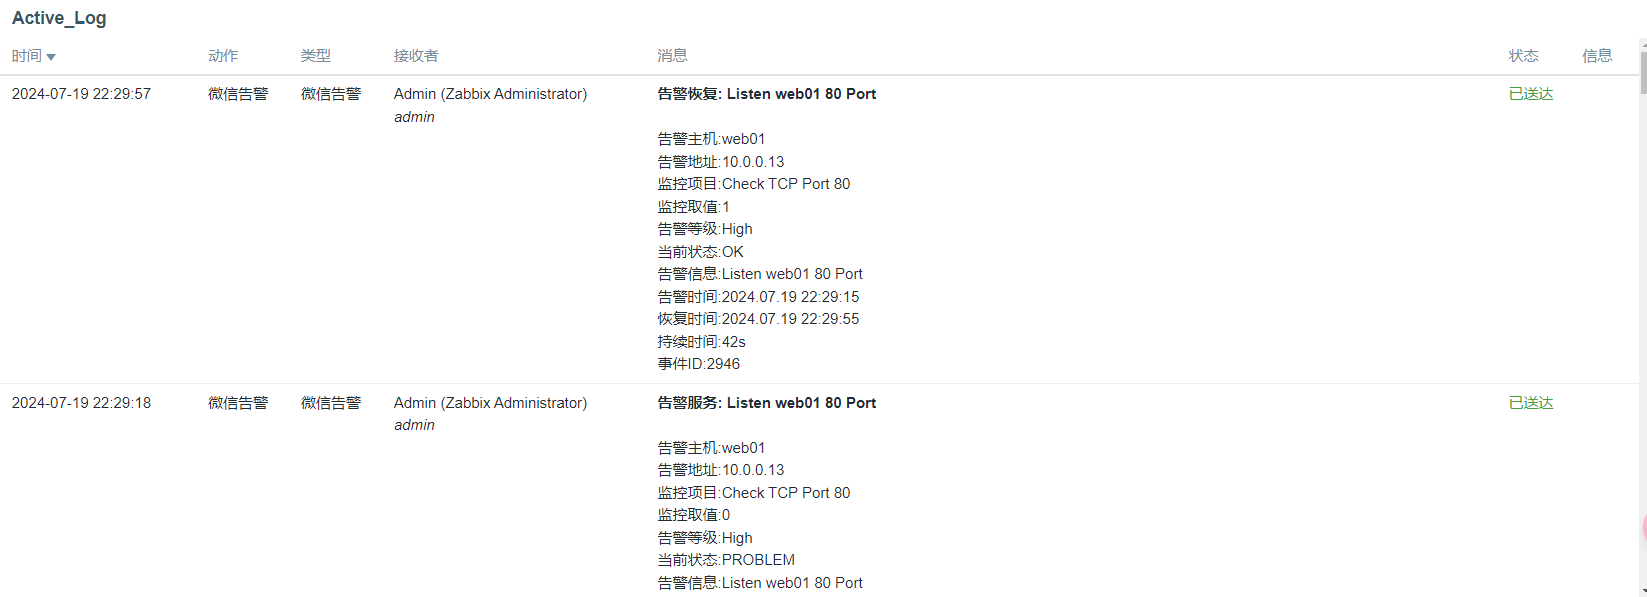 Active_Log
时间 动作 类型 接收者 消息 状态 信息
2024-07-19 22:29:57 微信告警 微信告警 Admin (Zabbix Administrator) 告警恢复: Listen web01 80 Port 已送达
admin
告警主机:web01
告警地址:10.0.0.13
监控项目:Check TCP Port 80
监控取值:1
告警等级:High
当前状态:OK
告警信息:Listen web01 80 Port
告警时间:2024.07.19 22:29:15
恢复时间:2024.07.19 22:29:55
持续时间:42s
事件ID:2946
2024-07-19 22:29:18 微信告警 微信告警 Admin (Zabbix Administrator) 告警服务: Listen web01 80 Port 已送达
admin
告警主机:web01
告警地址:10.0.0.13
监控项目:Check TCP Port 80
监控取值:0
告警等级:High
当前状态:PROBLEM
告警信息:Listen web01 80 Port